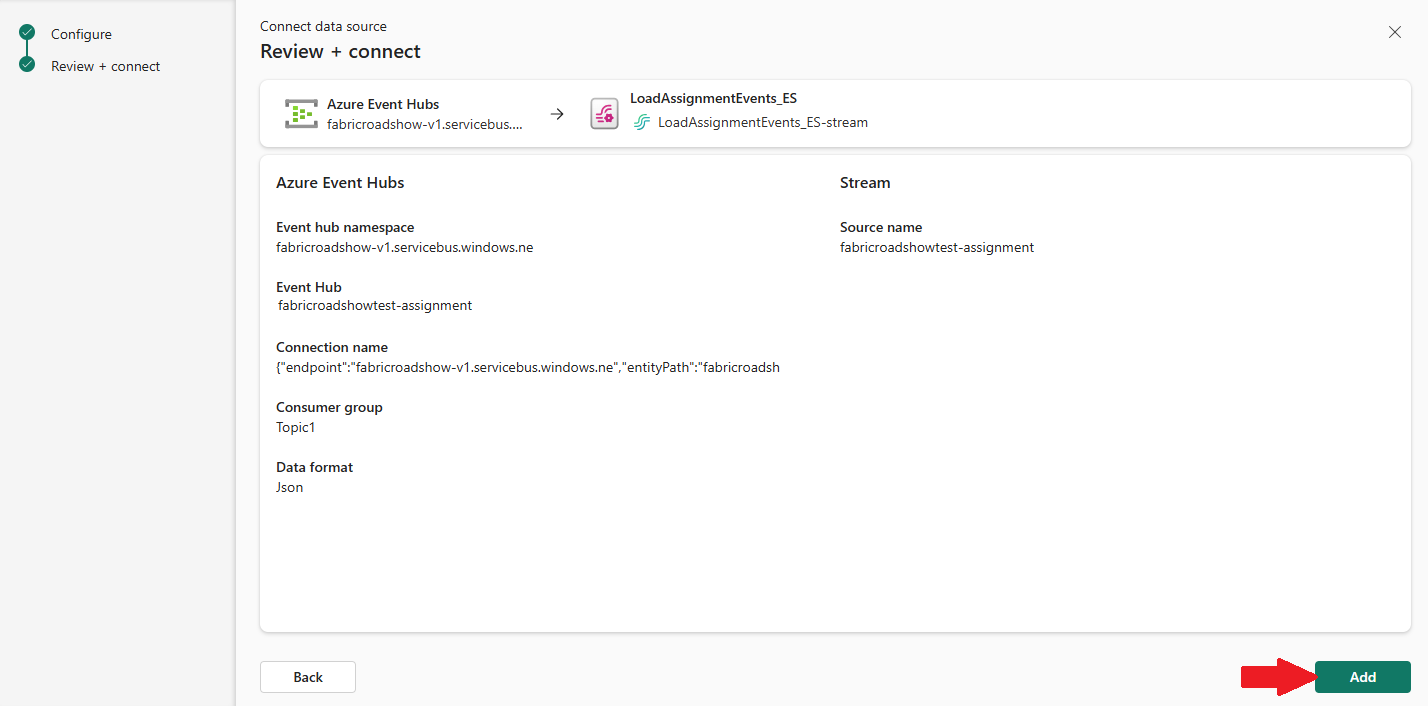 Configure
Review + connect
Connect data source
Review + connect
Azure Event Hubs
fabricroadshow-v1.servicebus....
LoadAssignmentEvents_ES
LoadAssignmentEvents_ES-stream
Azure Event Hubs
Event hub namespace
fabricroadshow-v1.servicebus.windows.ne
Event Hub
fabricroadshowtest-assignment
Connection name
{"endpoint":"fabricroadshow-v1.servicebus.windows.ne","entityPath":"fabricroadsh
Consumer group
Topic1
Data format
Json
Stream
Source name
fabricroadshowtest-assignment
Back
Add